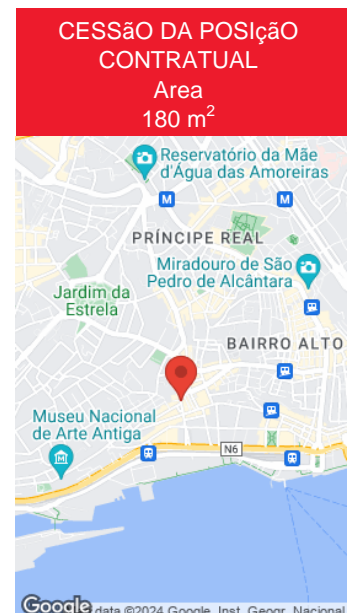 CESSãO DA POSIçãO
CONTRATUAL
Area
180 m²
Reservatório da Mãe
d'Água das Amoreiras
M
M
PRÍNCIPE REAL
Miradouro de São
Pedro de Alcântara
Jardim da
Estrela
BAIRRO ALTO
Museu Nacional
de Arte Antiga
N6
Google data ©2024 Google, Inst. Geogr. Nacional